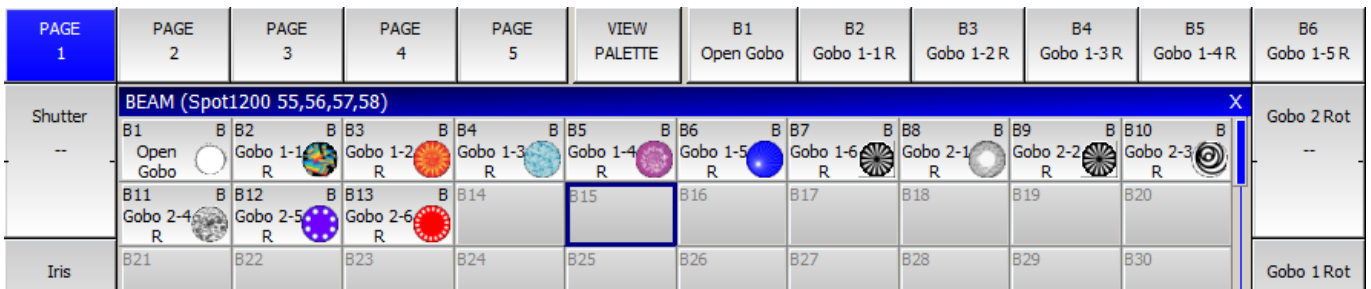 PAGE
1
PAGE
2
PAGE
3
PAGE
4
PAGE
5
VIEW
PALETTE
B1
Open Gobo
B2
Gobo 1-1 R
B3
Gobo 1-2 R
B4
Gobo 1-3 R
B5
Gobo 1-4 R
B6
Gobo 1-5 R
Shutter
--
BEAM (Spot1200 55,56,57,58) X
Gobo 2 Rot
--
B1 B
Open
Gobo
B2 B
Gobo 1-1
R
B3 B
Gobo 1-2
R
B4 B
Gobo 1-3
R
B5 B
Gobo 1-4
R
B6 B
Gobo 1-5
R
B7 B
Gobo 1-6
R
B8 B
Gobo 2-1
R
B9 B
Gobo 2-2
R
B10 B
Gobo 2-3
R
B11 B
Gobo 2-4
R
B12 B
Gobo 2-5
R
B13 B
Gobo 2-6
R
B14
B15
B16
B17
B18
B19
B20
Iris
B21
B22
B23
B24
B25
B26
B27
B28
B29
B30
Gobo 1 Rot